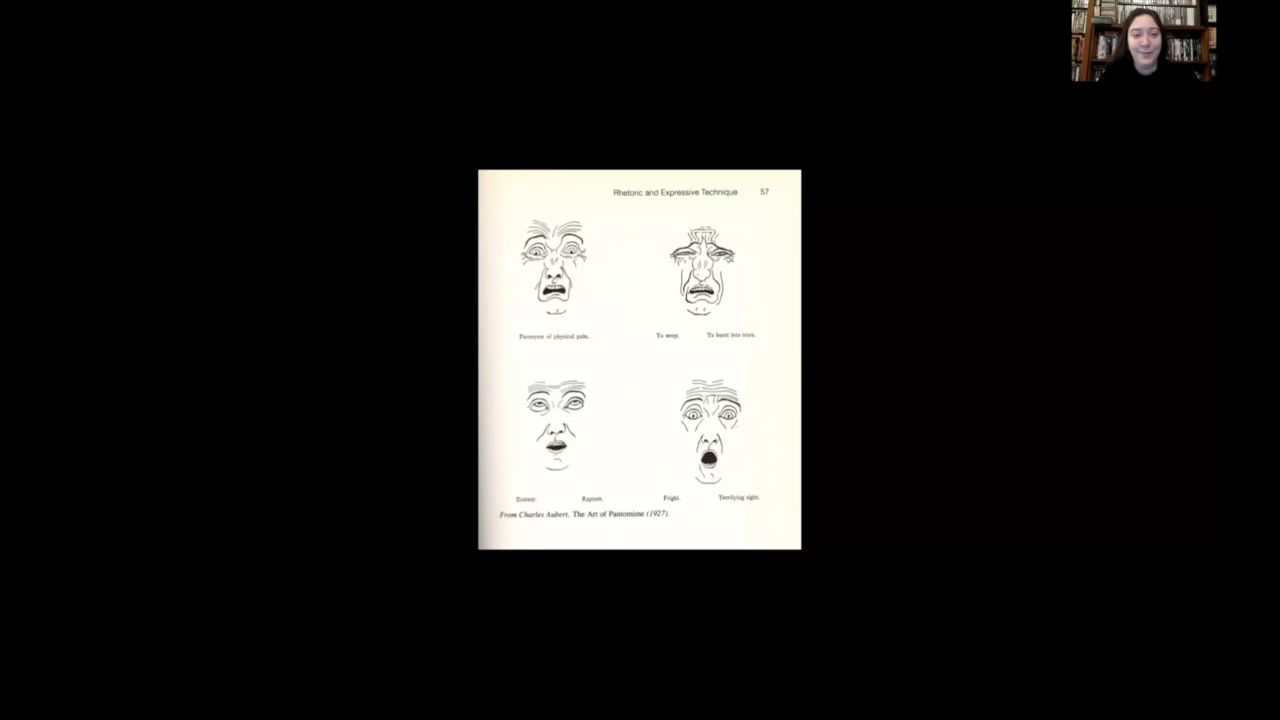 Rhetoric and Expressive Technique 57
Paroxysm of physical pain.
To weep. To burst into tears.
Ecstasy. Rapture.
Fright. Terrifying sight.
From Charles Aubert, The Art of Pantomime (1927).